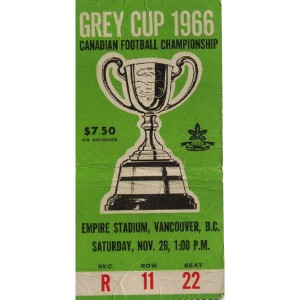 GREY CUP 1966
CANADIAN FOOTBALL CHAMPIONSHIP
$7.50
NO REFUNDS
EMPIRE STADIUM, VANCOUVER, B.C.
SATURDAY, NOV. 26, 1:00 P.M.
SEC. ROW SEAT
R 11 22